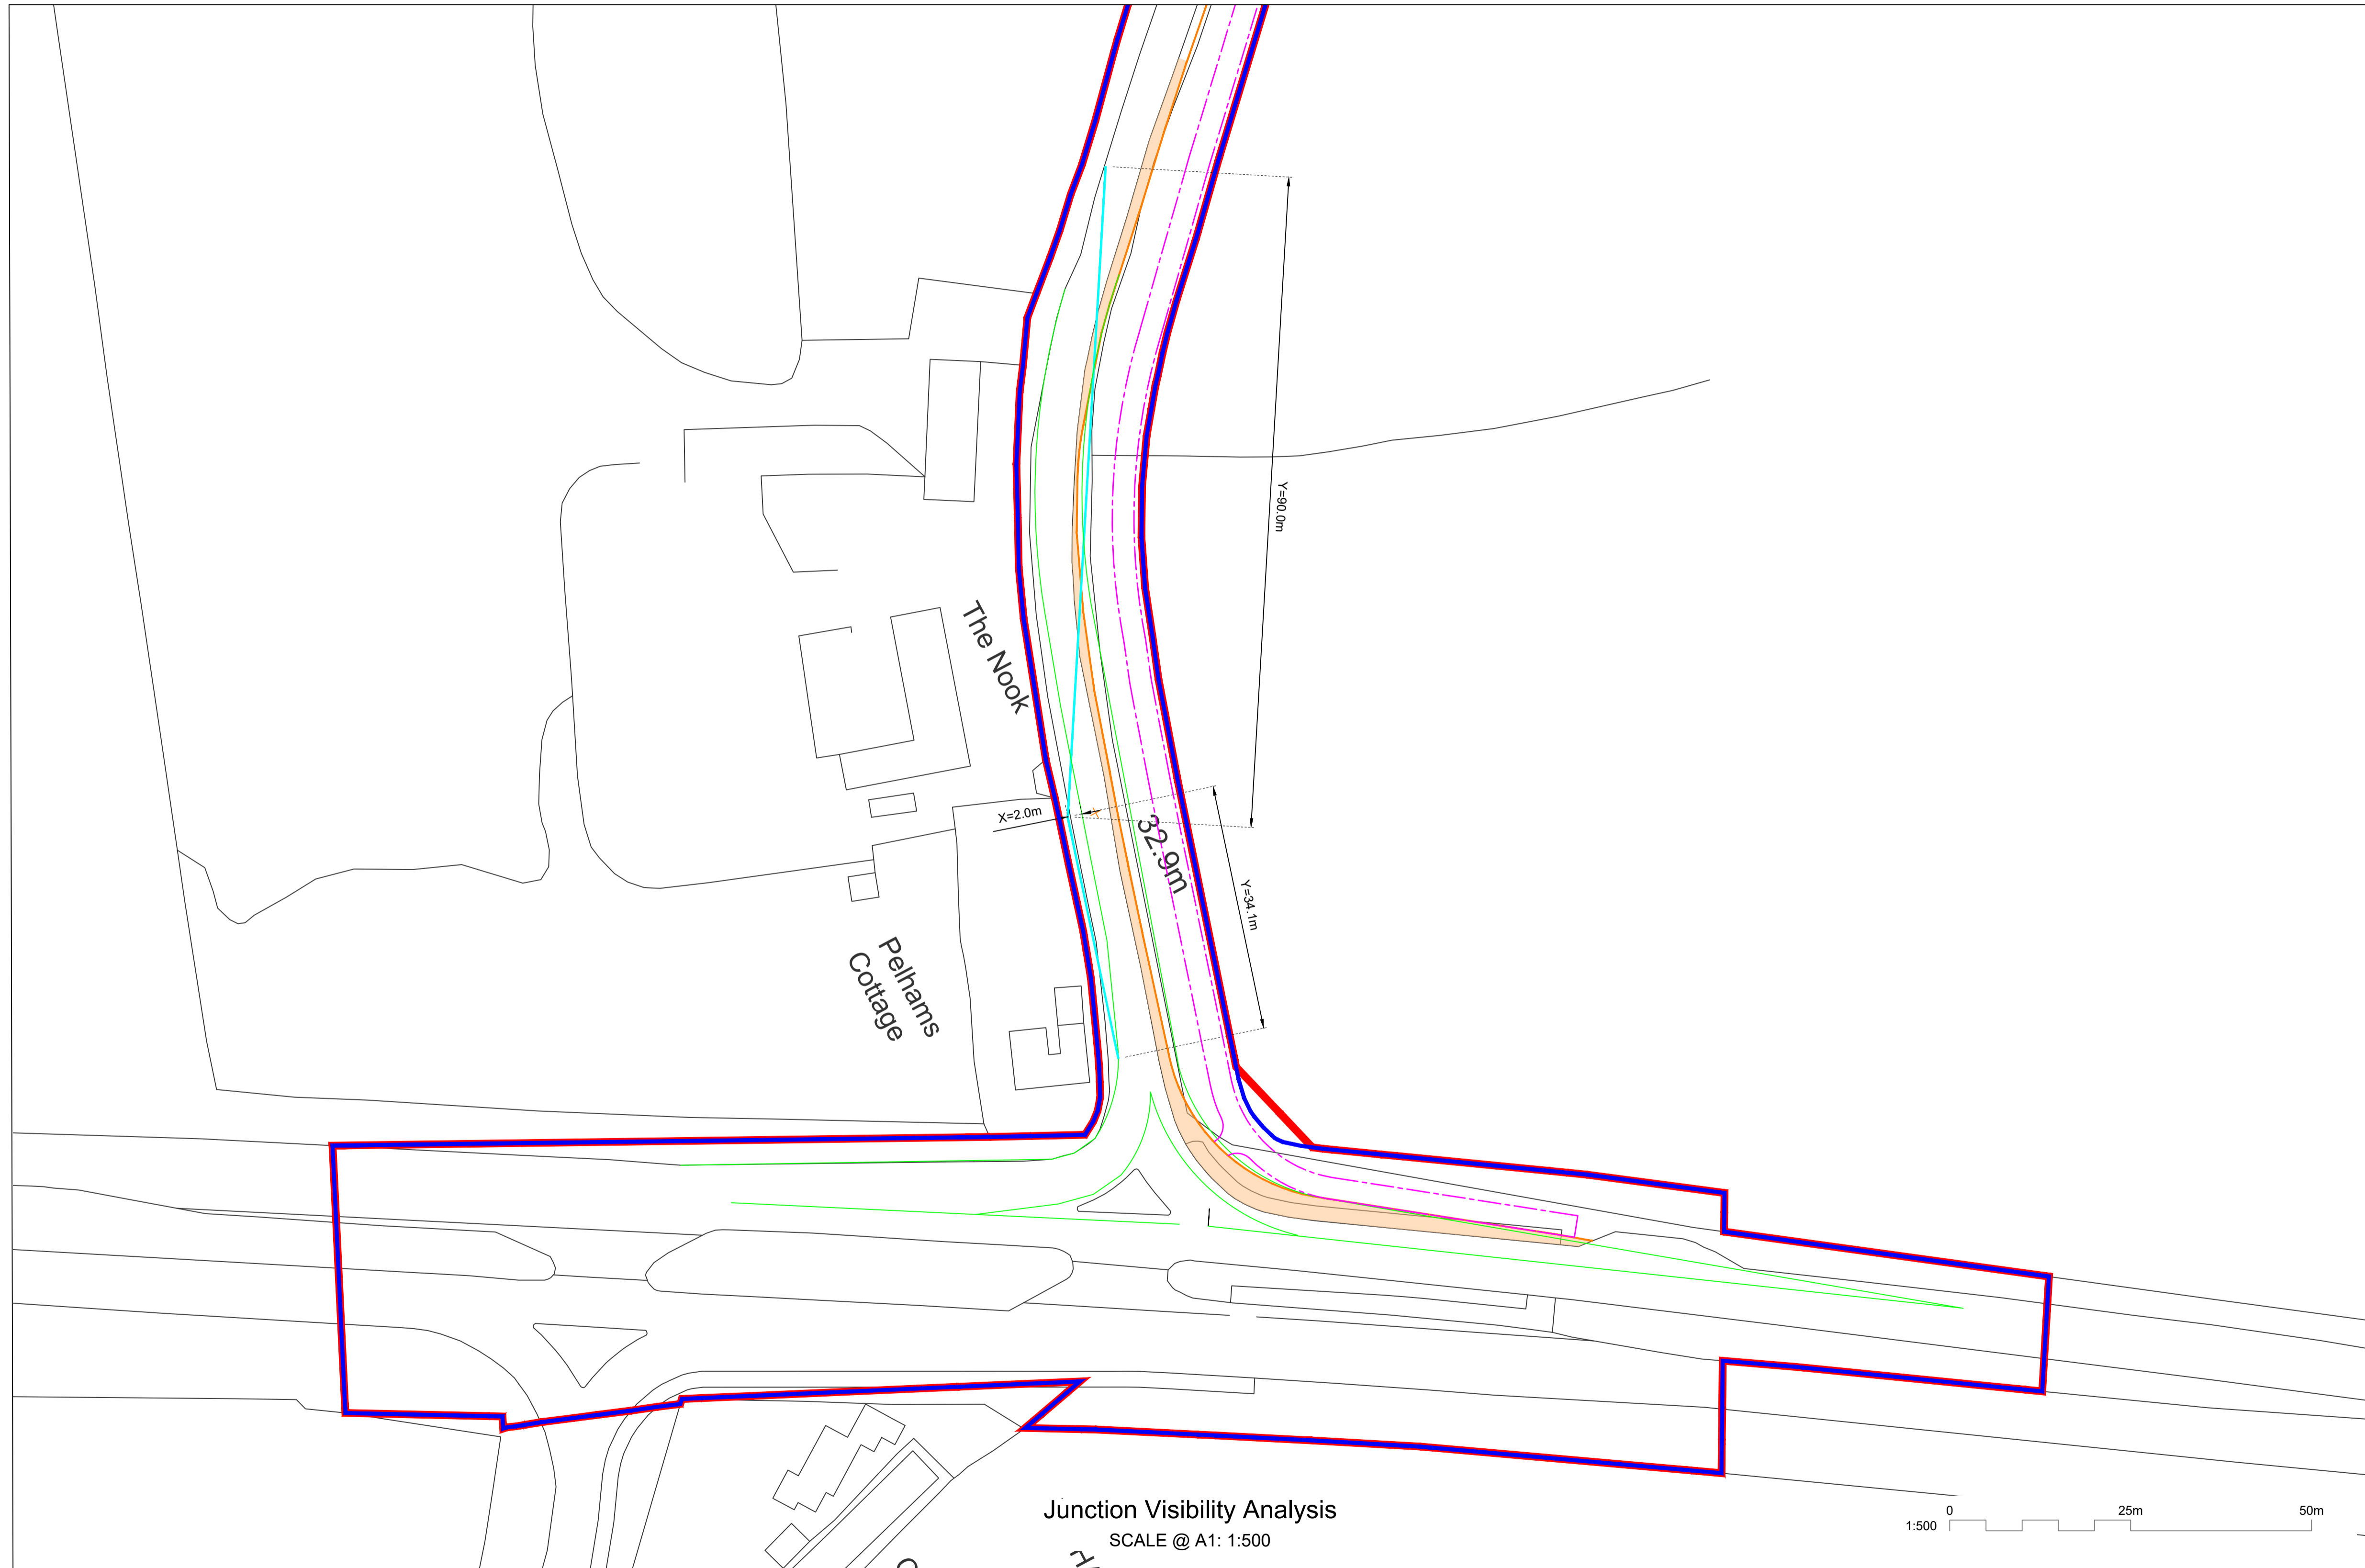 Y=90.0m
The Nook
X=2.0m
32.9m
Y=34.1m
Pelhams
Cottage
Junction Visibility Analysis
SCALE @ A1: 1:500
1:500
0
25m
50m